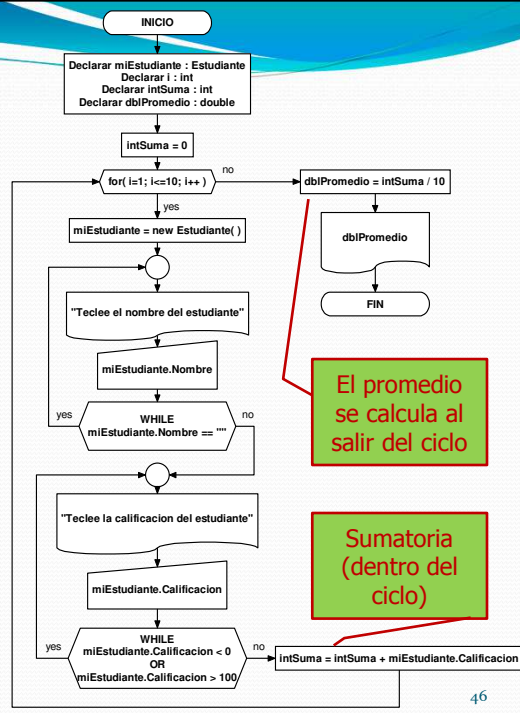 INICIO
Declarar miEstudiante : Estudiante
Declarar i : int
Declarar intSuma : int
Declarar dblPromedio : double
intSuma = 0
for( i=1; i<=10; i++ )
no
dblPromedio = intSuma / 10
yes
miEstudiante = new Estudiante( )
dblPromedio
"Teclee el nombre del estudiante"
FIN
miEstudiante.Nombre
yes
WHILE
miEstudiante.Nombre == ""
no
El promedio
se calcula al
salir del ciclo
"Teclee la calificacion del estudiante"
miEstudiante.Calificacion
Sumatoria
(dentro del
ciclo)
yes
WHILE
miEstudiante.Calificacion < 0
OR
miEstudiante.Calificacion > 100
no
intSuma = intSuma + miEstudiante.Calificacion
46